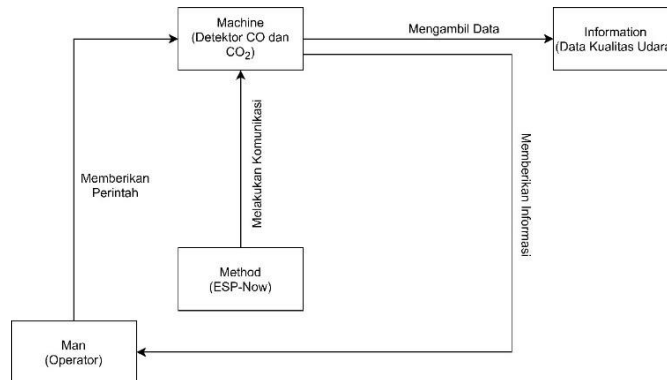 Machine
(Detektor CO dan
CO₂)
Mengambil Data
Information
(Data Kualitas Udara)
Memberikan
Perintah
Melakukan Komunikasi
Memberikan Informasi
Method
(ESP-Now)
Man
(Operator)